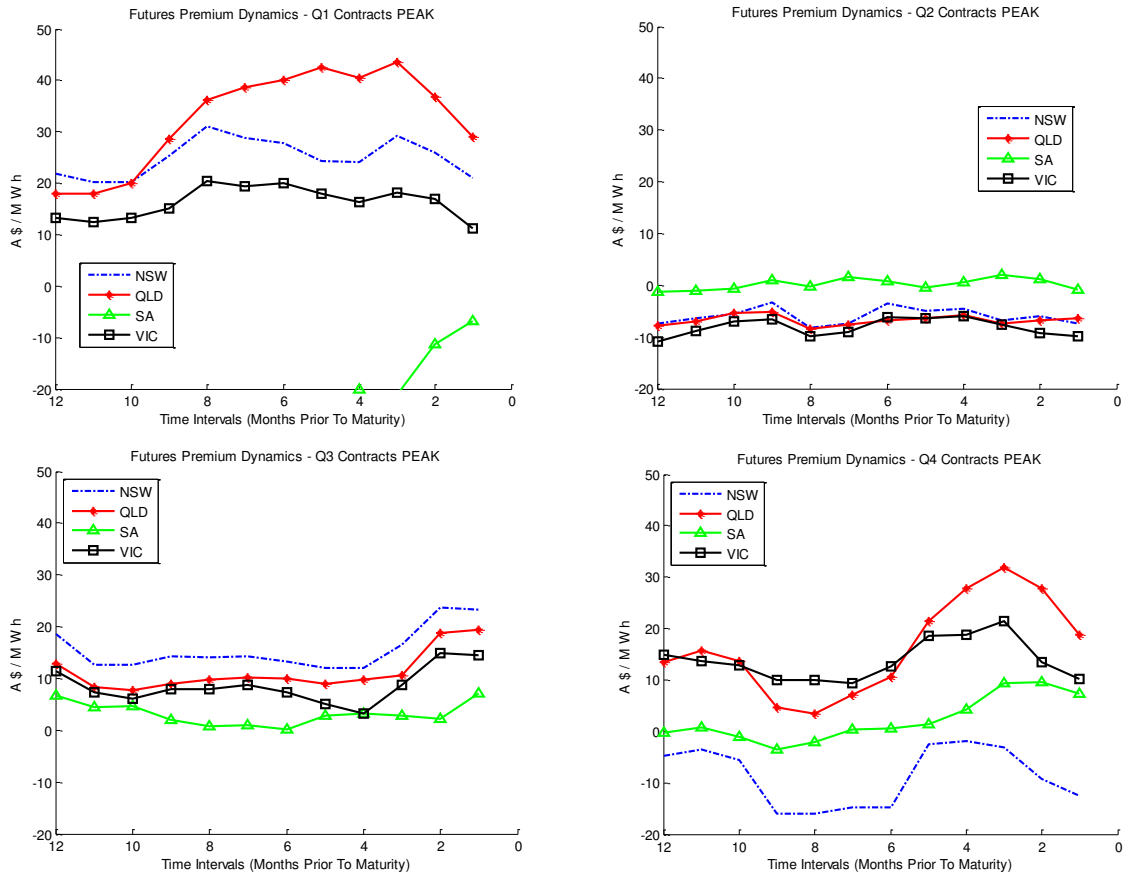 Futures Premium Dynamics - Q1 Contracts PEAK
50
40
30
20
10
0
-10
-20
A $ / M W h
NSW
QLD
SA
VIC
12 10 8 6 4 2 0
Time Intervals (Months Prior To Maturity)
Futures Premium Dynamics - Q2 Contracts PEAK
50
40
30
20
10
0
-10
-20
A $ / M W h
NSW
QLD
SA
VIC
12 10 8 6 4 2 0
Time Intervals (Months Prior To Maturity)
Futures Premium Dynamics - Q3 Contracts PEAK
50
40
30
20
10
0
-10
-20
A $ / M W h
NSW
QLD
SA
VIC
12 10 8 6 4 2 0
Time Intervals (Months Prior To Maturity)
Futures Premium Dynamics - Q4 Contracts PEAK
50
40
30
20
10
0
-10
-20
A $ / M W h
NSW
QLD
SA
VIC
12 10 8 6 4 2 0
Time Intervals (Months Prior To Maturity)